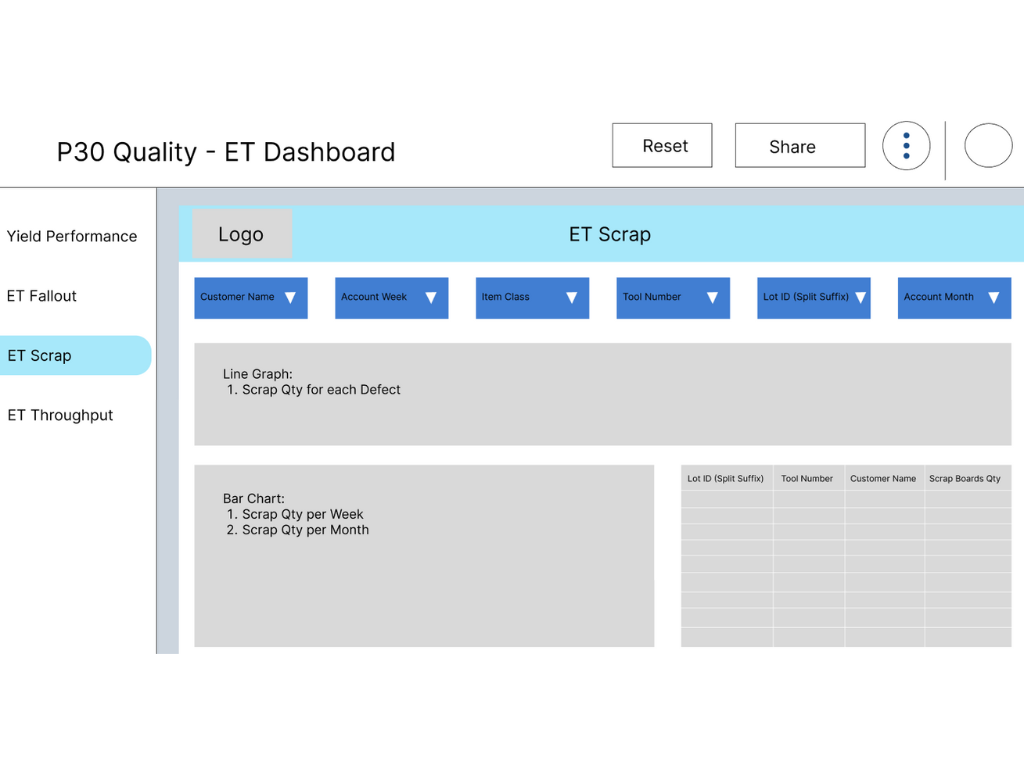 P30 Quality - ET Dashboard
Reset
Share
Yield Performance
ET Fallout
ET Scrap
ET Throughput
Logo
ET Scrap
Customer Name
Account Week
Item Class
Tool Number
Lot ID (Split Suffix)
Account Month
Line Graph:
1. Scrap Qty for each Defect
Bar Chart:
1. Scrap Qty per Week
2. Scrap Qty per Month
Lot ID (Split Suffix) Tool Number Customer Name Scrap Boards Qty